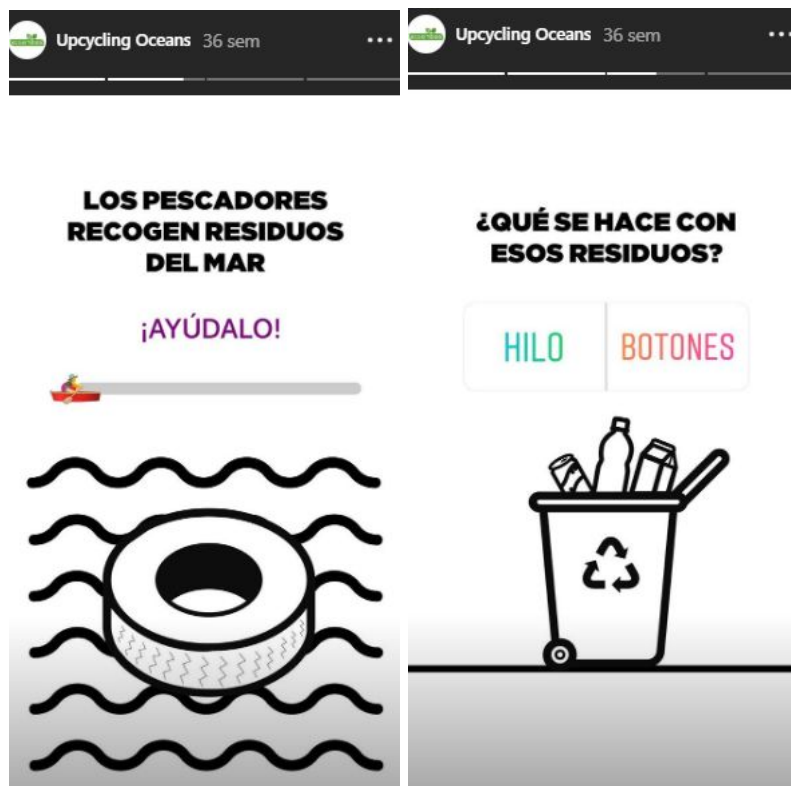 Upcycling Oceans 36 sem
LOS PESCADORES
RECOGEN RESIDUOS
DEL MAR
¡AYÚDALO!
Upcycling Oceans 36 sem
¿QUÉ SE HACE CON
ESOS RESIDUOS?
HILO
BOTONES